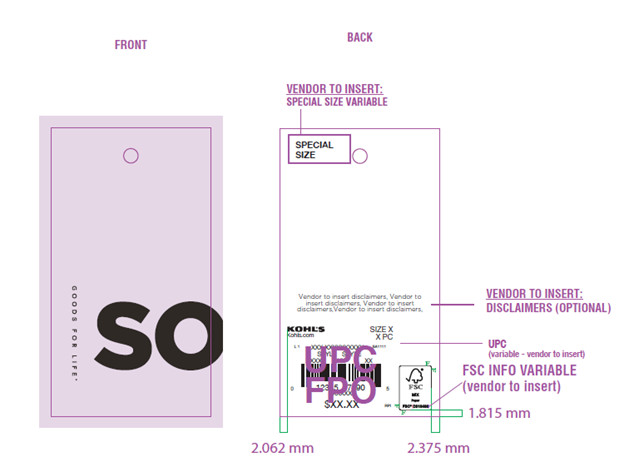 FRONT
BACK
VENDOR TO INSERT:
SPECIAL SIZE VARIABLE
SPECIAL
SIZE
GOODS FOR LIFE
SO
Vendor to insert disclaimers, Vendor to
insert disclaimers, Vendor to insert
disclaimers,Vendor to insert disclaimers,
VENDOR TO INSERT:
DISCLAIMERS (OPTIONAL)
KOHL'S
Kohls.com
SIZE X
X PC
UPC
FPO
$XX.XX
FSC
MIX
Paper
UPC
(variable - vendor to insert)
FSC INFO VARIABLE
(vendor to insert)
1.815 mm
2.062 mm
2.375 mm